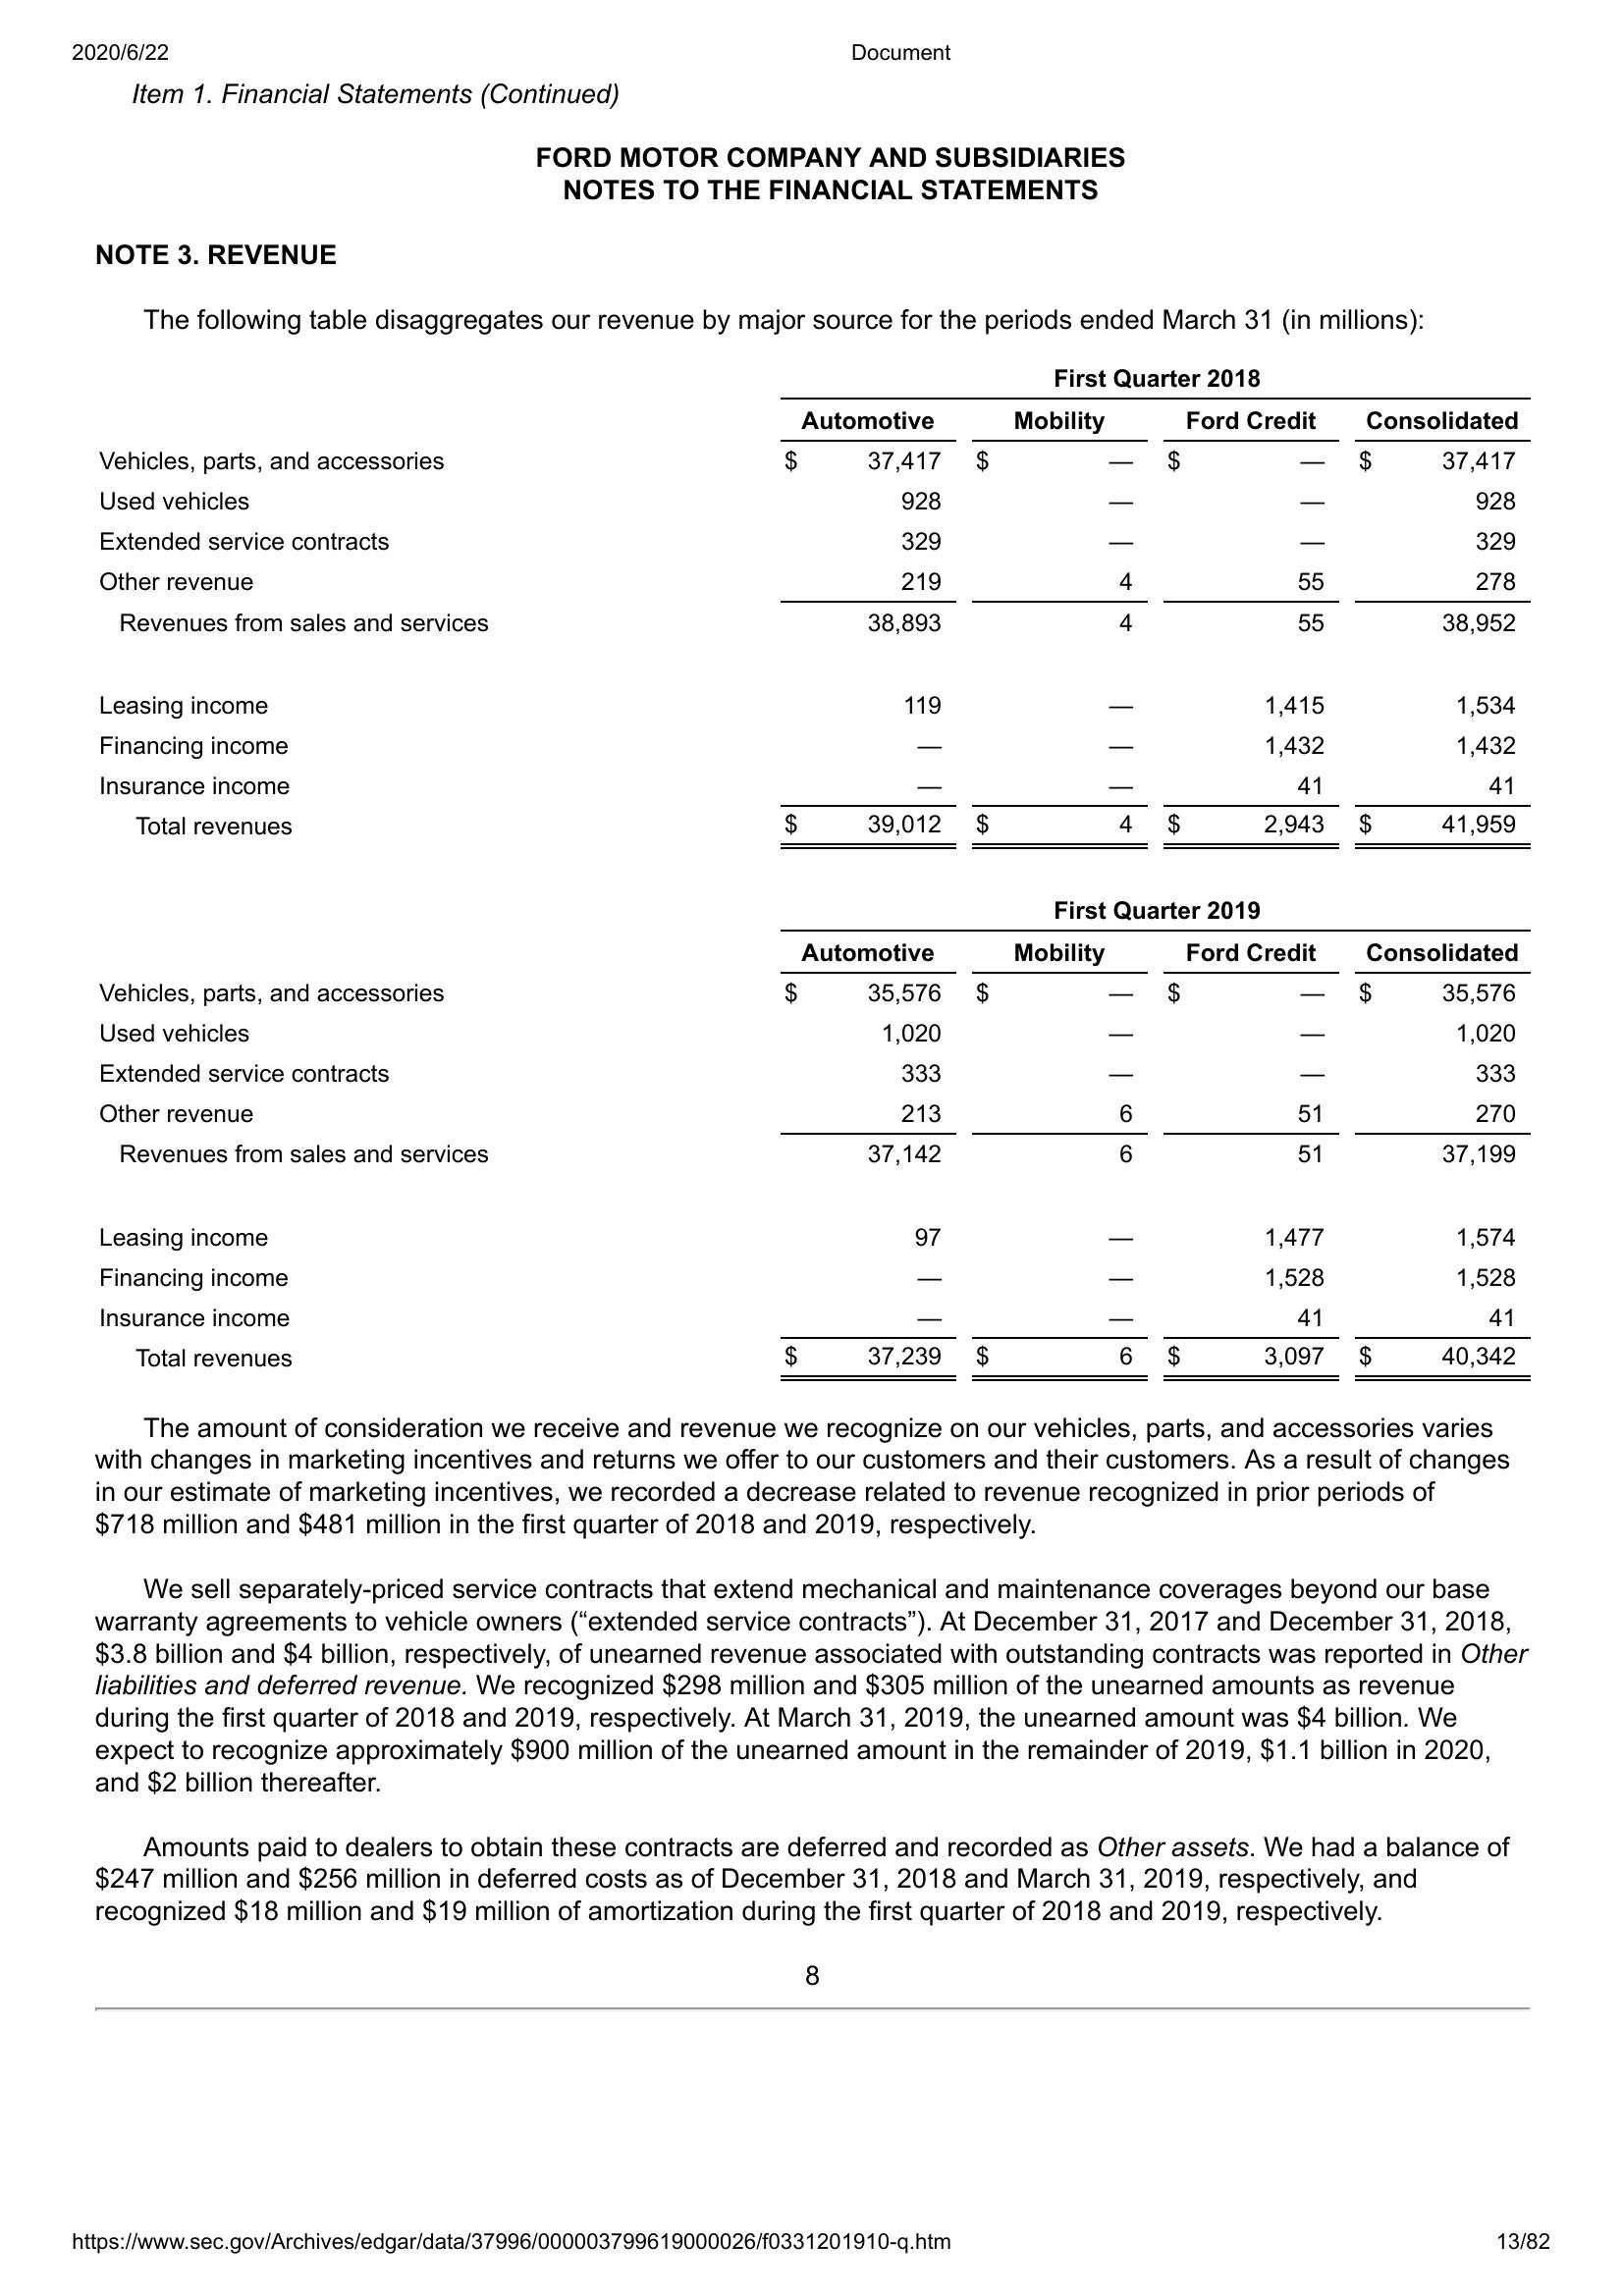 2020/6/22 Document
Item 1. Financial Statements (Continued)
FORD MOTOR COMPANY AND SUBSIDIARIES
NOTES TO THE FINANCIAL STATEMENTS
NOTE 3. REVENUE
The following table disaggregates our revenue by major source for the periods ended March 31 (in millions):
First Quarter 2018
Automotive Mobility Ford Credit Consolidated
Vehicles, parts, and accessories $ 37,417 $ — $ — $ 37,417
Used vehicles 928 — — 928
Extended service contracts 329 — — 329
Other revenue 219 4 55 278
Revenues from sales and services 38,893 4 55 38,952
Leasing income 119 — 1,415 1,534
Financing income — — 1,432 1,432
Insurance income — — 41 41
Total revenues $ 39,012 $ 4 $ 2,943 $ 41,959
First Quarter 2019
Automotive Mobility Ford Credit Consolidated
Vehicles, parts, and accessories $ 35,576 $ — $ — $ 35,576
Used vehicles 1,020 — — 1,020
Extended service contracts 333 — — 333
Other revenue 213 6 51 270
Revenues from sales and services 37,142 6 51 37,199
Leasing income 97 — 1,477 1,574
Financing income — — 1,528 1,528
Insurance income — — 41 41
Total revenues $ 37,239 $ 6 $ 3,097 $ 40,342
The amount of consideration we receive and revenue we recognize on our vehicles, parts, and accessories varies
with changes in marketing incentives and returns we offer to our customers and their customers. As a result of changes
in our estimate of marketing incentives, we recorded a decrease related to revenue recognized in prior periods of
$718 million and $481 million in the first quarter of 2018 and 2019, respectively.
We sell separately-priced service contracts that extend mechanical and maintenance coverages beyond our base
warranty agreements to vehicle owners (“extended service contracts”). At December 31, 2017 and December 31, 2018,
$3.8 billion and $4 billion, respectively, of unearned revenue associated with outstanding contracts was reported in Other
liabilities and deferred revenue. We recognized $298 million and $305 million of the unearned amounts as revenue
during the first quarter of 2018 and 2019, respectively. At March 31, 2019, the unearned amount was $4 billion. We
expect to recognize approximately $900 million of the unearned amount in the remainder of 2019, $1.1 billion in 2020,
and $2 billion thereafter.
Amounts paid to dealers to obtain these contracts are deferred and recorded as Other assets. We had a balance of
$247 million and $256 million in deferred costs as of December 31, 2018 and March 31, 2019, respectively, and
recognized $18 million and $19 million of amortization during the first quarter of 2018 and 2019, respectively.
8
https://www.sec.gov/Archives/edgar/data/37996/000003799619000026/f0331201910-q.htm 13/82